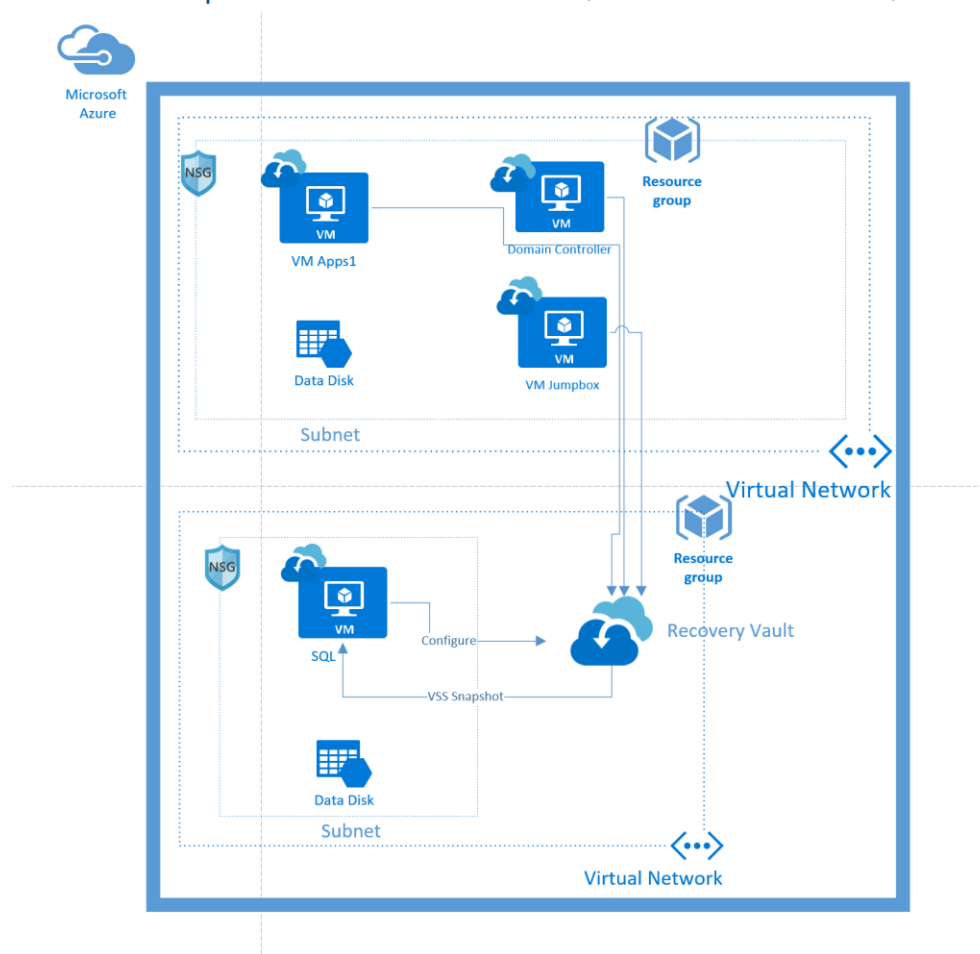 Microsoft
Azure
NSG
VM
VM Apps1
VM
Domain Controller
Resource
group
Data Disk
VM
VM Jumpbox
Subnet
Virtual Network
NSG
VM
SQL
Configure
VSS Snapshot
Resource
group
Recovery Vault
Data Disk
Subnet
Virtual Network